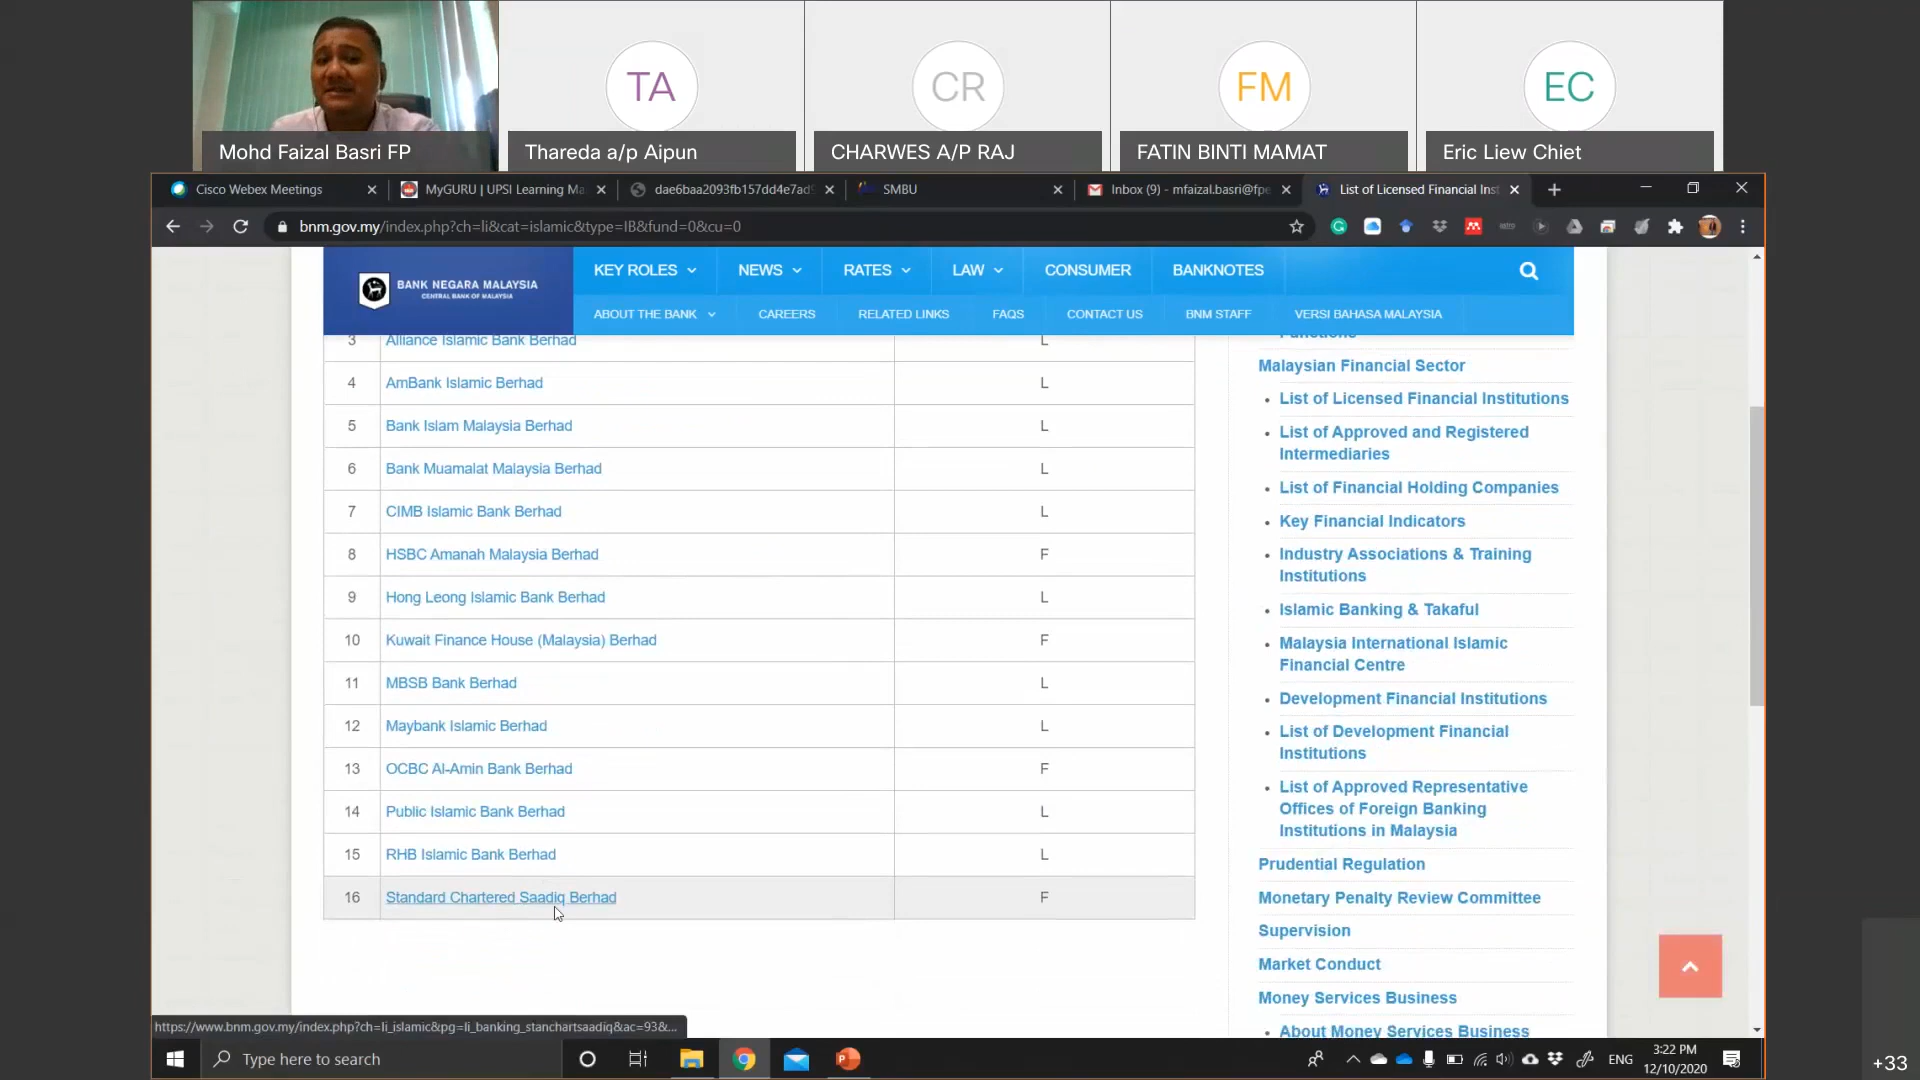 TA
CR
FM
EC
Mohd Faizal Basri FP
Thareda a/p Aipun
CHARWES A/P RAJ
FATIN BINTI MAMAT
Eric Liew Chiet
Cisco Webex Meetings
MyGURU | UPSI Learning Ma
dae6baa2093fb157dd4e7ad9
SMBU
Inbox (9) - mfaizal.basri@fpe
List of Licensed Financial Inst
bnm.gov.my/index.php?ch=li&cat=islamic&type=IB&fund=0&cu=0
BANK NEGARA MALAYSIA
CENTRAL BANK OF MALAYSIA
KEY ROLES
NEWS
RATES
LAW
CONSUMER
BANKNOTES
ABOUT THE BANK
CAREERS
RELATED LINKS
FAQS
CONTACT US
BNM STAFF
VERSI BAHASA MALAYSIA
3 Alliance Islamic Bank Berhad L
4 AmBank Islamic Berhad L
5 Bank Islam Malaysia Berhad L
6 Bank Muamalat Malaysia Berhad L
7 CIMB Islamic Bank Berhad L
8 HSBC Amanah Malaysia Berhad F
9 Hong Leong Islamic Bank Berhad L
10 Kuwait Finance House (Malaysia) Berhad F
11 MBSB Bank Berhad L
12 Maybank Islamic Berhad L
13 OCBC Al-Amin Bank Berhad F
14 Public Islamic Bank Berhad L
15 RHB Islamic Bank Berhad L
16 Standard Chartered Saadiq Berhad F
Functions
Malaysian Financial Sector
List of Licensed Financial Institutions
List of Approved and Registered
Intermediaries
List of Financial Holding Companies
Key Financial Indicators
Industry Associations & Training
Institutions
Islamic Banking & Takaful
Malaysia International Islamic
Financial Centre
Development Financial Institutions
List of Development Financial
Institutions
List of Approved Representative
Offices of Foreign Banking
Institutions in Malaysia
Prudential Regulation
Monetary Penalty Review Committee
Supervision
Market Conduct
Money Services Business
About Money Services Business
https://www.bnm.gov.my/index.php?ch=li_islamic&pg=li_banking_stanchartsaadiq&ac=93&...
Type here to search
ENG
3:22 PM
12/10/2020
+33